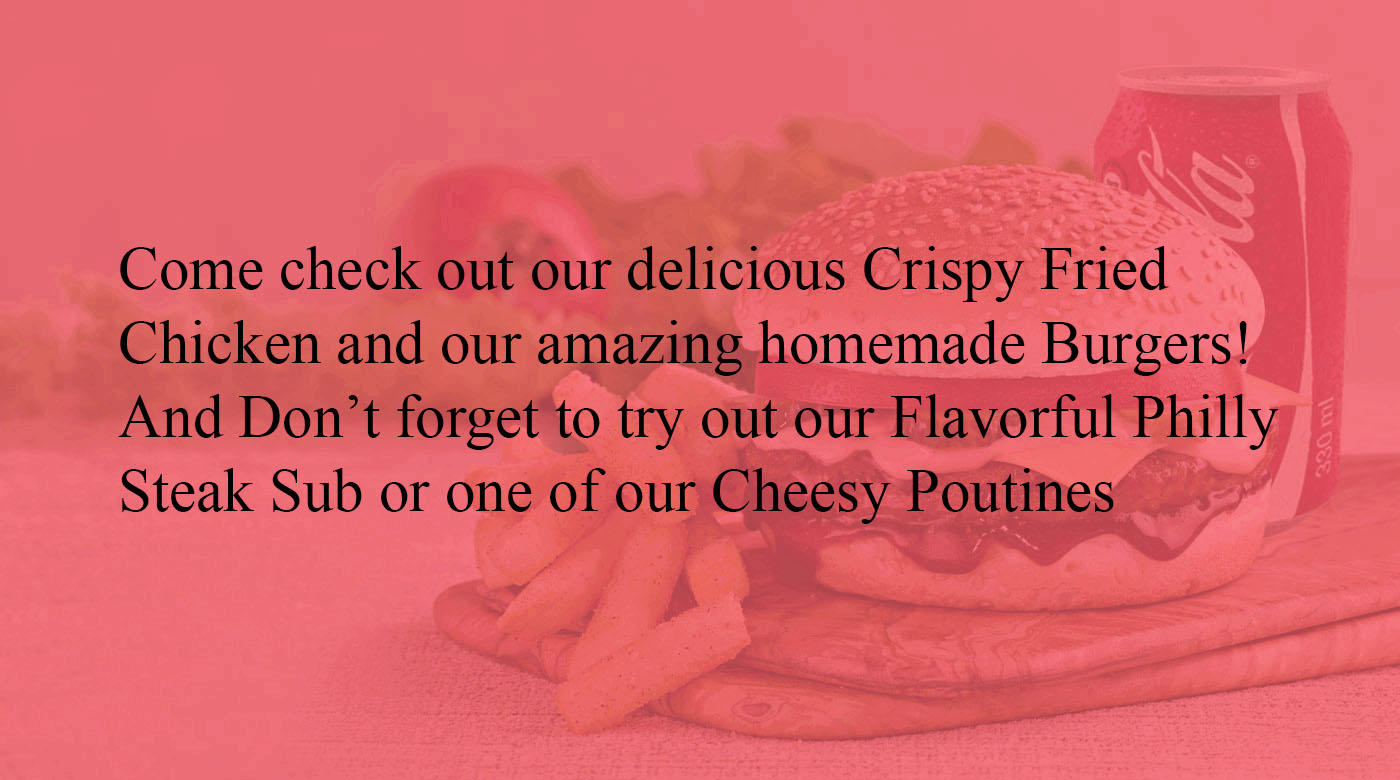 Come check out our delicious Crispy Fried
Chicken and our amazing homemade Burgers!
And Don’t forget to try out our Flavorful Philly
Steak Sub or one of our Cheesy Poutines
330 ml